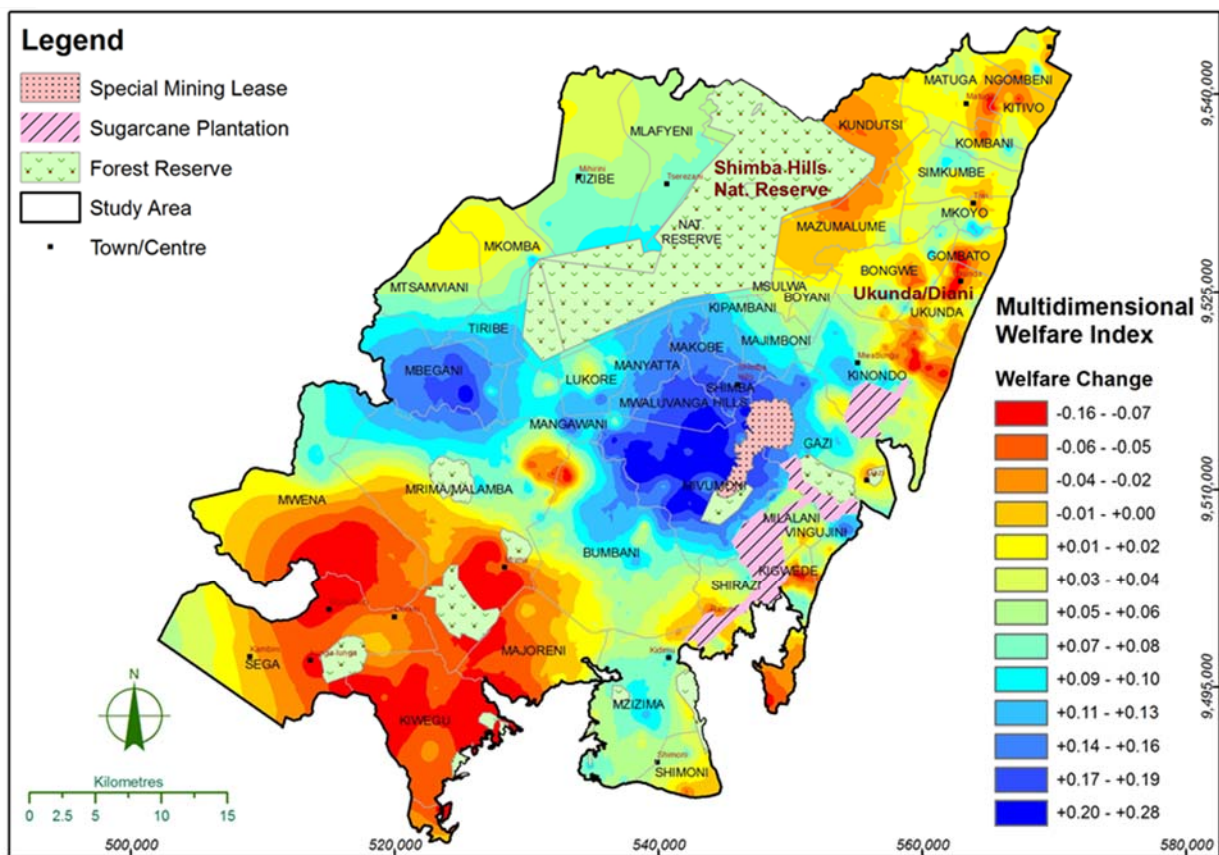 Legend
Special Mining Lease
Sugarcane Plantation
Forest Reserve
Study Area
Town/Centre
MATUGA
NGOMBENI
KITIVO
KUNDUTSI
KOMBANI
MLAFYENI
SIMKUMBE
Shimba Hills
Nat. Reserve
Mihirini
KIZIBE
Tserezani
MKOYO
NAT.
RESERVE
MAZUMALUME
MKOMBA
GOMBATO
BONGWE
MTSAMVIANI
MSULWA
BOYANI
Ukunda/Diani
UKUNDA
KIPAMBANI
TIRIBE
MAJIMBONI
MAKOBE
MANYATTA
MBEGANI
LUKORE
KINONDO
SHIMBA
HILLS
MWALUVANGA
MANGAWANI
GAZI
MRIMA/MALAMBA
MIVUMONI
MWENA
MILALANI
VINGUJINI
BUMBANI
KIGWEDE
SHIRAZI
Kidimu
MAJORENI
SEGA
MZIZIMA
KIWEGU
Shimoni
SHIMONI
Multidimensional
Welfare Index
Welfare Change
-0.16 - -0.07
-0.06 - -0.05
-0.04 - -0.02
-0.01 - +0.00
+0.01 - +0.02
+0.03 - +0.04
+0.05 - +0.06
+0.07 - +0.08
+0.09 - +0.10
+0.11 - +0.13
+0.14 - +0.16
+0.17 - +0.19
+0.20 - +0.28
N
Kilometres
0 2.5 5 10 15
9,540,000
9,525,000
9,510,000
9,495,000
500,000
520,000
540,000
560,000
580,000